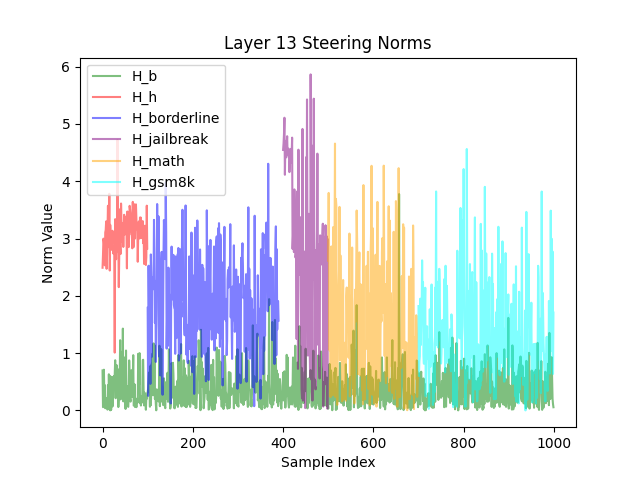 Layer 13 Steering Norms
6
5
4
3
2
1
0
Norm Value
H_b
H_h
H_borderline
H_jailbreak
H_math
H_gsm8k
0
200
400
600
800
1000
Sample Index